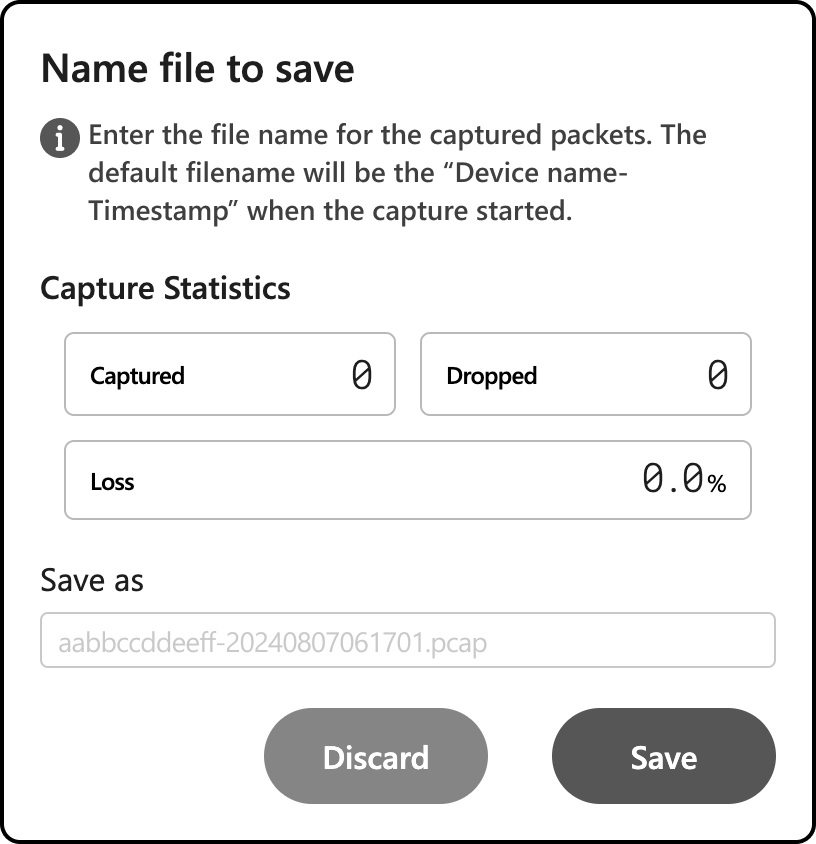 Name file to save
Enter the file name for the captured packets. The
default filename will be the “Device name-
Timestamp” when the capture started.
Capture Statistics
Captured 0 Dropped 0
Loss 0.0%
Save as
aabbccddeeff-20240807061701.pcap
Discard Save